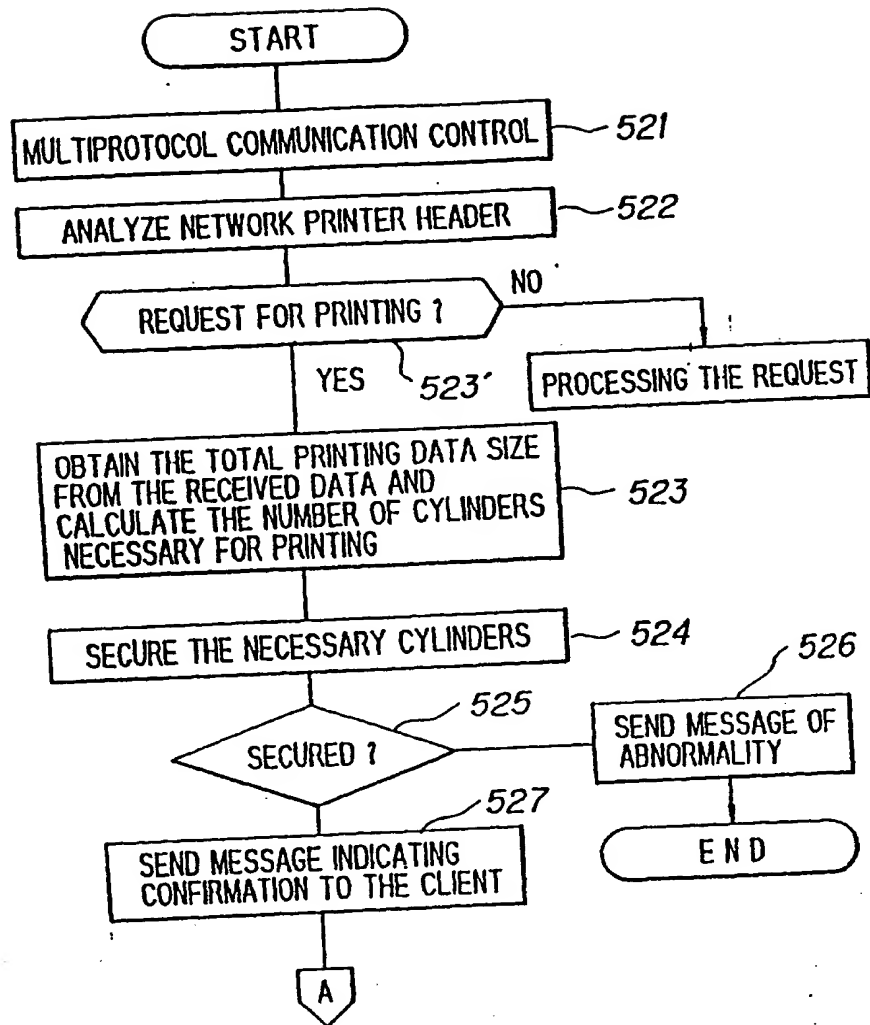 START
MULTIPROTOCOL COMMUNICATION CONTROL
521
ANALYZE NETWORK PRINTER HEADER
522
REQUEST FOR PRINTING ?
NO
YES
523'
PROCESSING THE REQUEST
OBTAIN THE TOTAL PRINTING DATA SIZE
FROM THE RECEIVED DATA AND
CALCULATE THE NUMBER OF CYLINDERS
NECESSARY FOR PRINTING
523
SECURE THE NECESSARY CYLINDERS
524
SECURED ?
525
526
SEND MESSAGE OF
ABNORMALITY
527
SEND MESSAGE INDICATING
CONFIRMATION TO THE CLIENT
END
A